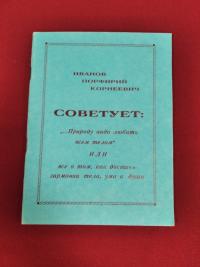 ИВАНОВ
ПОРФИРИЙ
КОРНЕЕВИЧ
СОВЕТУЕТ:
„...Природу надо любить
всем телом“
ИЛИ
все о том, как достичь
гармонии тела, ума и души